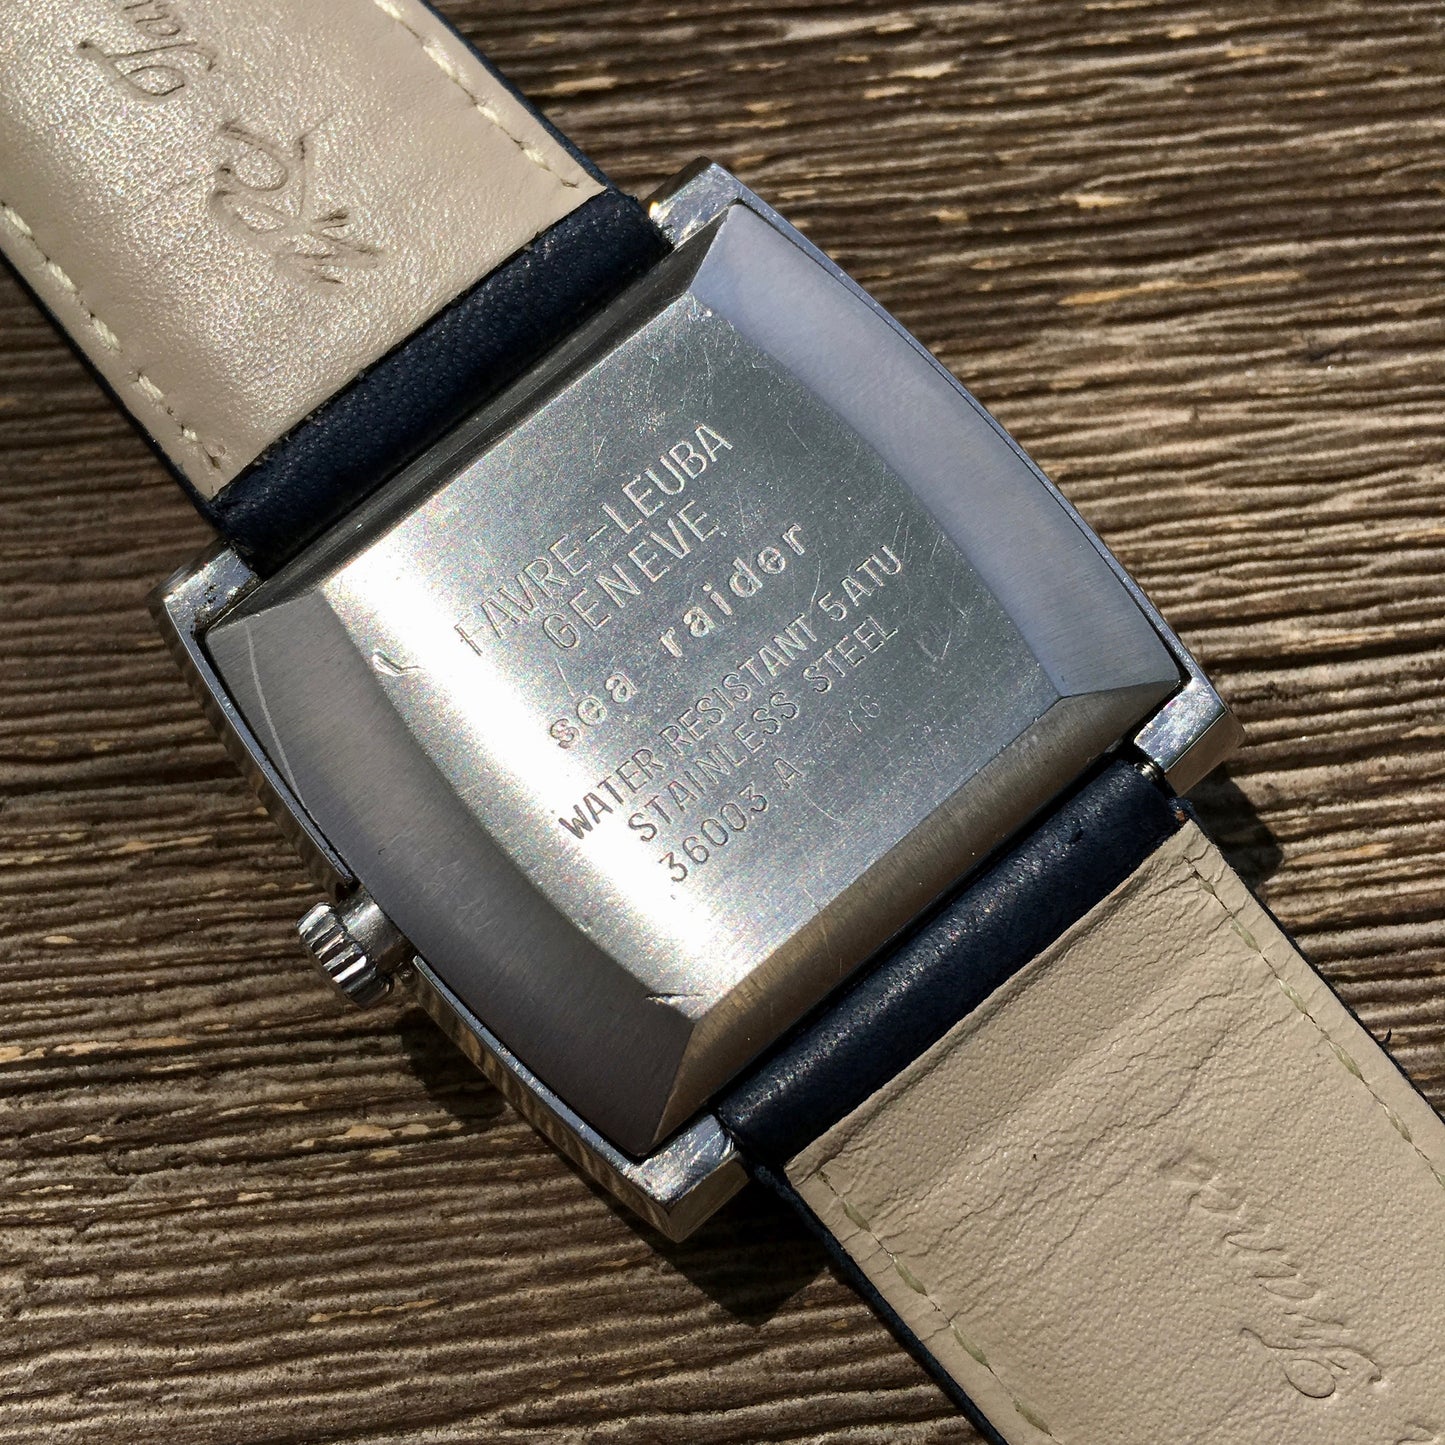 FAVRE-LEUBA
GENEVE
sea raider
WATER RESISTANT 5 ATU
STAINLESS STEEL
36003 A